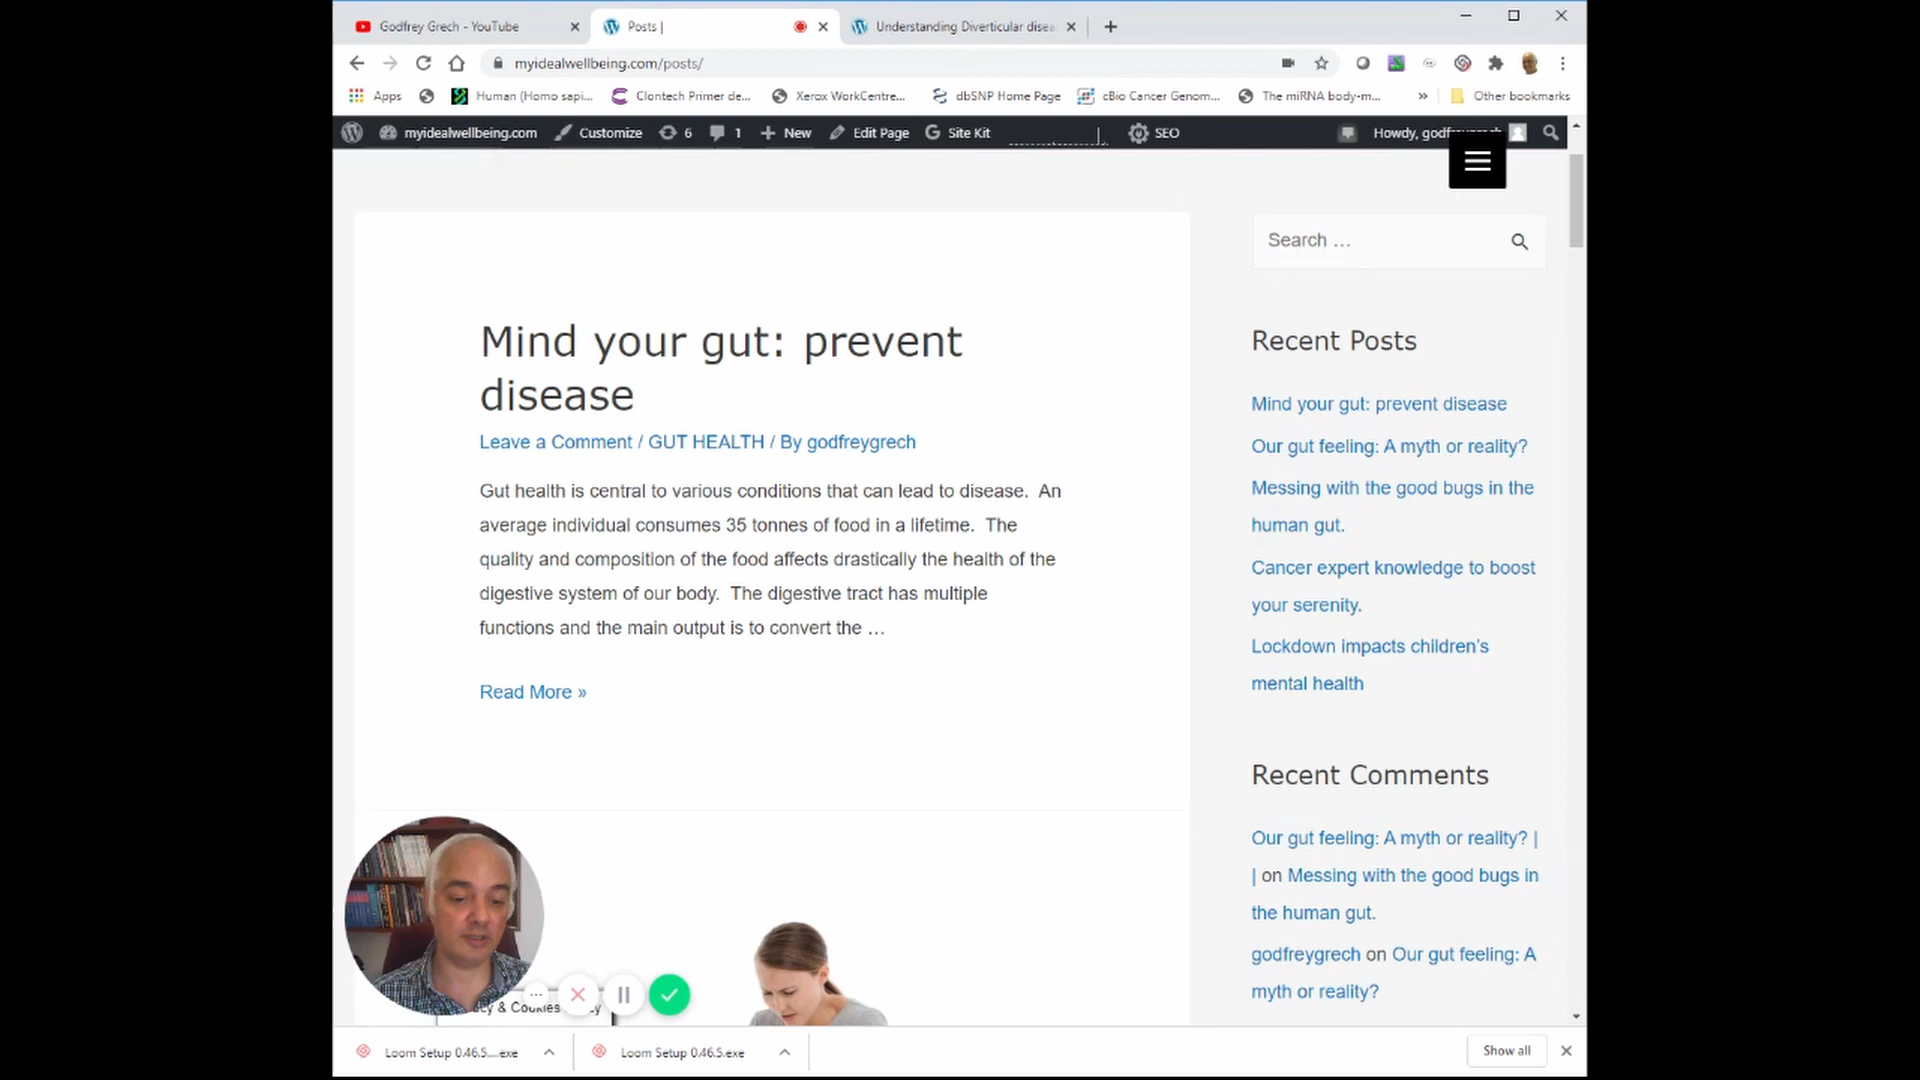 Godfrey Grech - YouTube
Posts |
Understanding Diverticular disea
myidealwellbeing.com/posts/
Apps
Human (Homo sapi...
Clontech Primer de...
Xerox WorkCentre...
dbSNP Home Page
cBio Cancer Genom...
The miRNA body-m...
»
Other bookmarks
myidealwellbeing.com
Customize
6
1
New
Edit Page
Site Kit
SEO
Howdy, godfreygrech
Search …
Mind your gut: prevent
disease
Leave a Comment / GUT HEALTH / By godfreygrech
Gut health is central to various conditions that can lead to disease.  An
average individual consumes 35 tonnes of food in a lifetime.  The
quality and composition of the food affects drastically the health of the
digestive system of our body.  The digestive tract has multiple
functions and the main output is to convert the …
Read More »
Recent Posts
Mind your gut: prevent disease
Our gut feeling: A myth or reality?
Messing with the good bugs in the
human gut.
Cancer expert knowledge to boost
your serenity.
Lockdown impacts children’s
mental health
Recent Comments
Our gut feeling: A myth or reality? |
| on Messing with the good bugs in
the human gut.
godfreygrech on Our gut feeling: A
myth or reality?
& Cookies
Loom Setup 0.46.5....exe
Loom Setup 0.46.5.exe
Show all